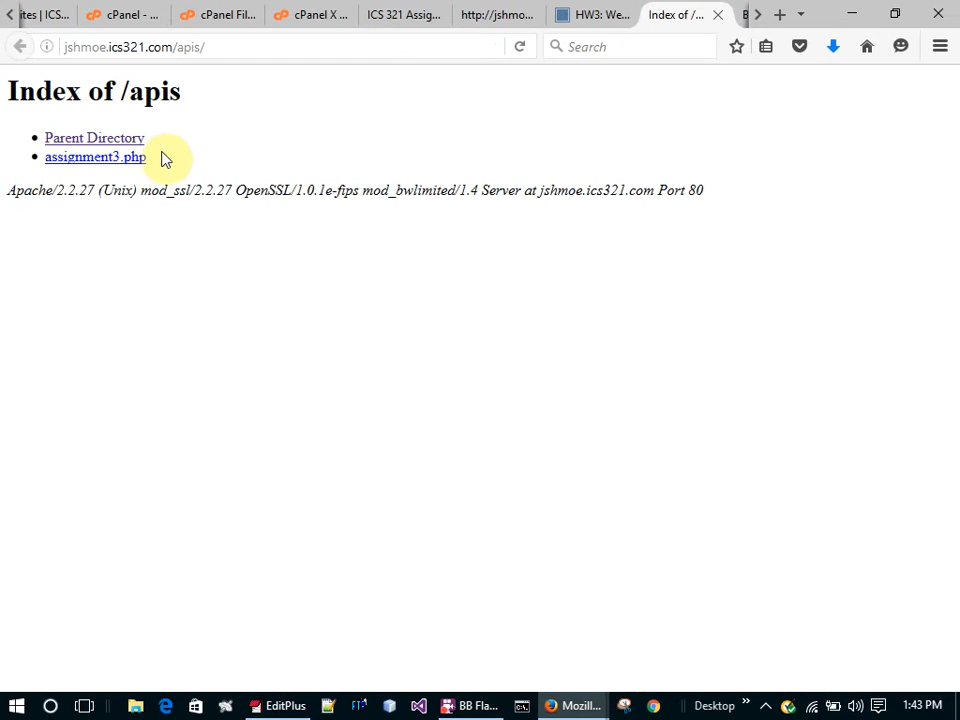 ites | ICS...
cPanel - ...
cPanel Fil...
cPanel X ...
ICS 321 Assig...
http://jshmo...
HW3: We...
Index of /...
jshmoe.ics321.com/apis/
Search
Index of /apis
Parent Directory
assignment3.php
Apache/2.2.27 (Unix) mod_ssl/2.2.27 OpenSSL/1.0.1e-fips mod_bwlimited/1.4 Server at jshmoe.ics321.com Port 80
EditPlus
BB Fla...
Mozill...
Desktop
1:43 PM